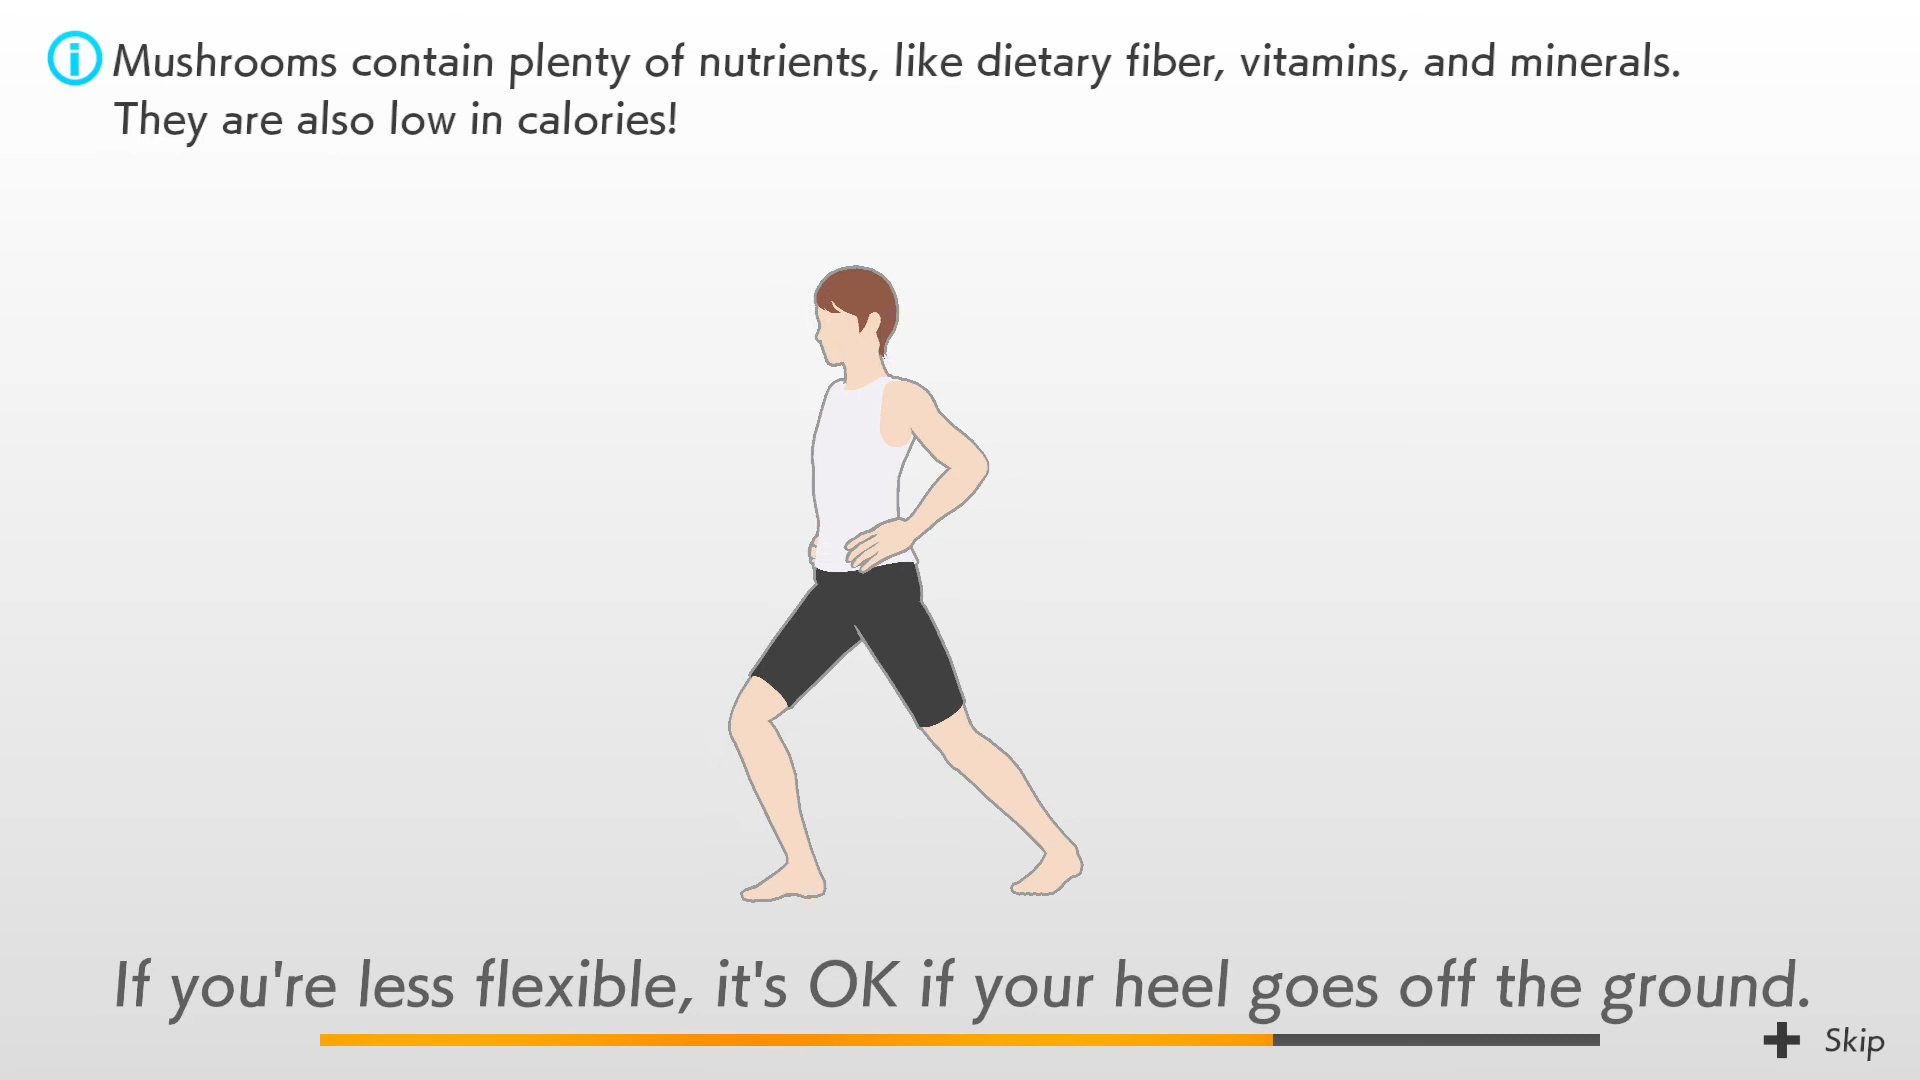 Mushrooms contain plenty of nutrients, like dietary fiber, vitamins, and minerals.
They are also low in calories!
If you're less flexible, it's OK if your heel goes off the ground.
Skip